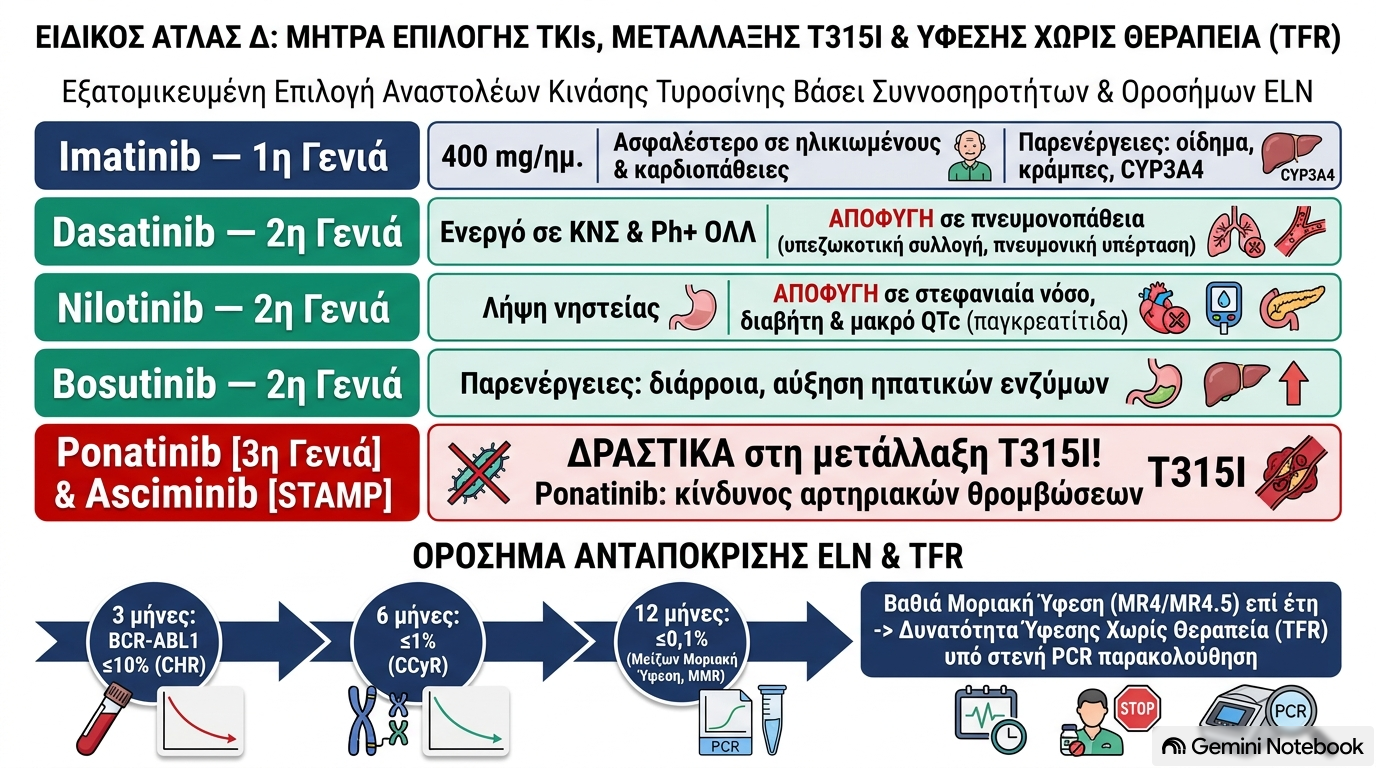 ΕΙΔΙΚΟΣ ΑΤΛΑΣ Δ: ΜΗΤΡΑ ΕΠΙΛΟΓΗΣ TKIs, ΜΕΤΑΛΛΑΞΗΣ T315I & ΥΦΕΣΗΣ ΧΩΡΙΣ ΘΕΡΑΠΕΙΑ (TFR)
Εξατομικευμένη Επιλογή Αναστολέων Κινάσης Τυροσίνης Βάσει Συννοσηροτήτων & Οροσήμων ELN
Imatinib — 1η Γενιά
400 mg/ημ.
Ασφαλέστερο σε ηλικιωμένους
& καρδιοπάθειες
Παρενέργειες: οίδημα,
κράμπες, CYP3A4
CYP3A4
Dasatinib — 2η Γενιά
Ενεργό σε ΚΝΣ & Ph+ ΟΛΛ
ΑΠΟΦΥΓΗ σε πνευμονοπάθεια
(υπεζωκοτική συλλογή, πνευμονική υπέρταση)
Nilotinib — 2η Γενιά
Λήψη νηστείας
ΑΠΟΦΥΓΗ σε στεφανιαία νόσο,
διαβήτη & μακρό QTc (παγκρεατίτιδα)
Bosutinib — 2η Γενιά
Παρενέργειες: διάρροια, αύξηση ηπατικών ενζύμων
Ponatinib [3η Γενιά]
& Asciminib [STAMP]
ΔΡΑΣΤΙΚΑ στη μετάλλαξη T315I!
Ponatinib: κίνδυνος αρτηριακών θρομβώσεων
T315I
ΟΡΟΣΗΜΑ ΑΝΤΑΠΟΚΡΙΣΗΣ ELN & TFR
3 μήνες:
BCR-ABL1
≤10% (CHR)
6 μήνες:
≤1%
(CCyR)
12 μήνες:
≤0,1%
(Μείζων Μοριακή
Ύφεση, MMR)
PCR
Βαθιά Μοριακή Ύφεση (MR4/MR4.5) επί έτη
-> Δυνατότητα Ύφεσης Χωρίς Θεραπεία (TFR)
υπό στενή PCR παρακολούθηση
STOP
PCR
Gemini Notebook